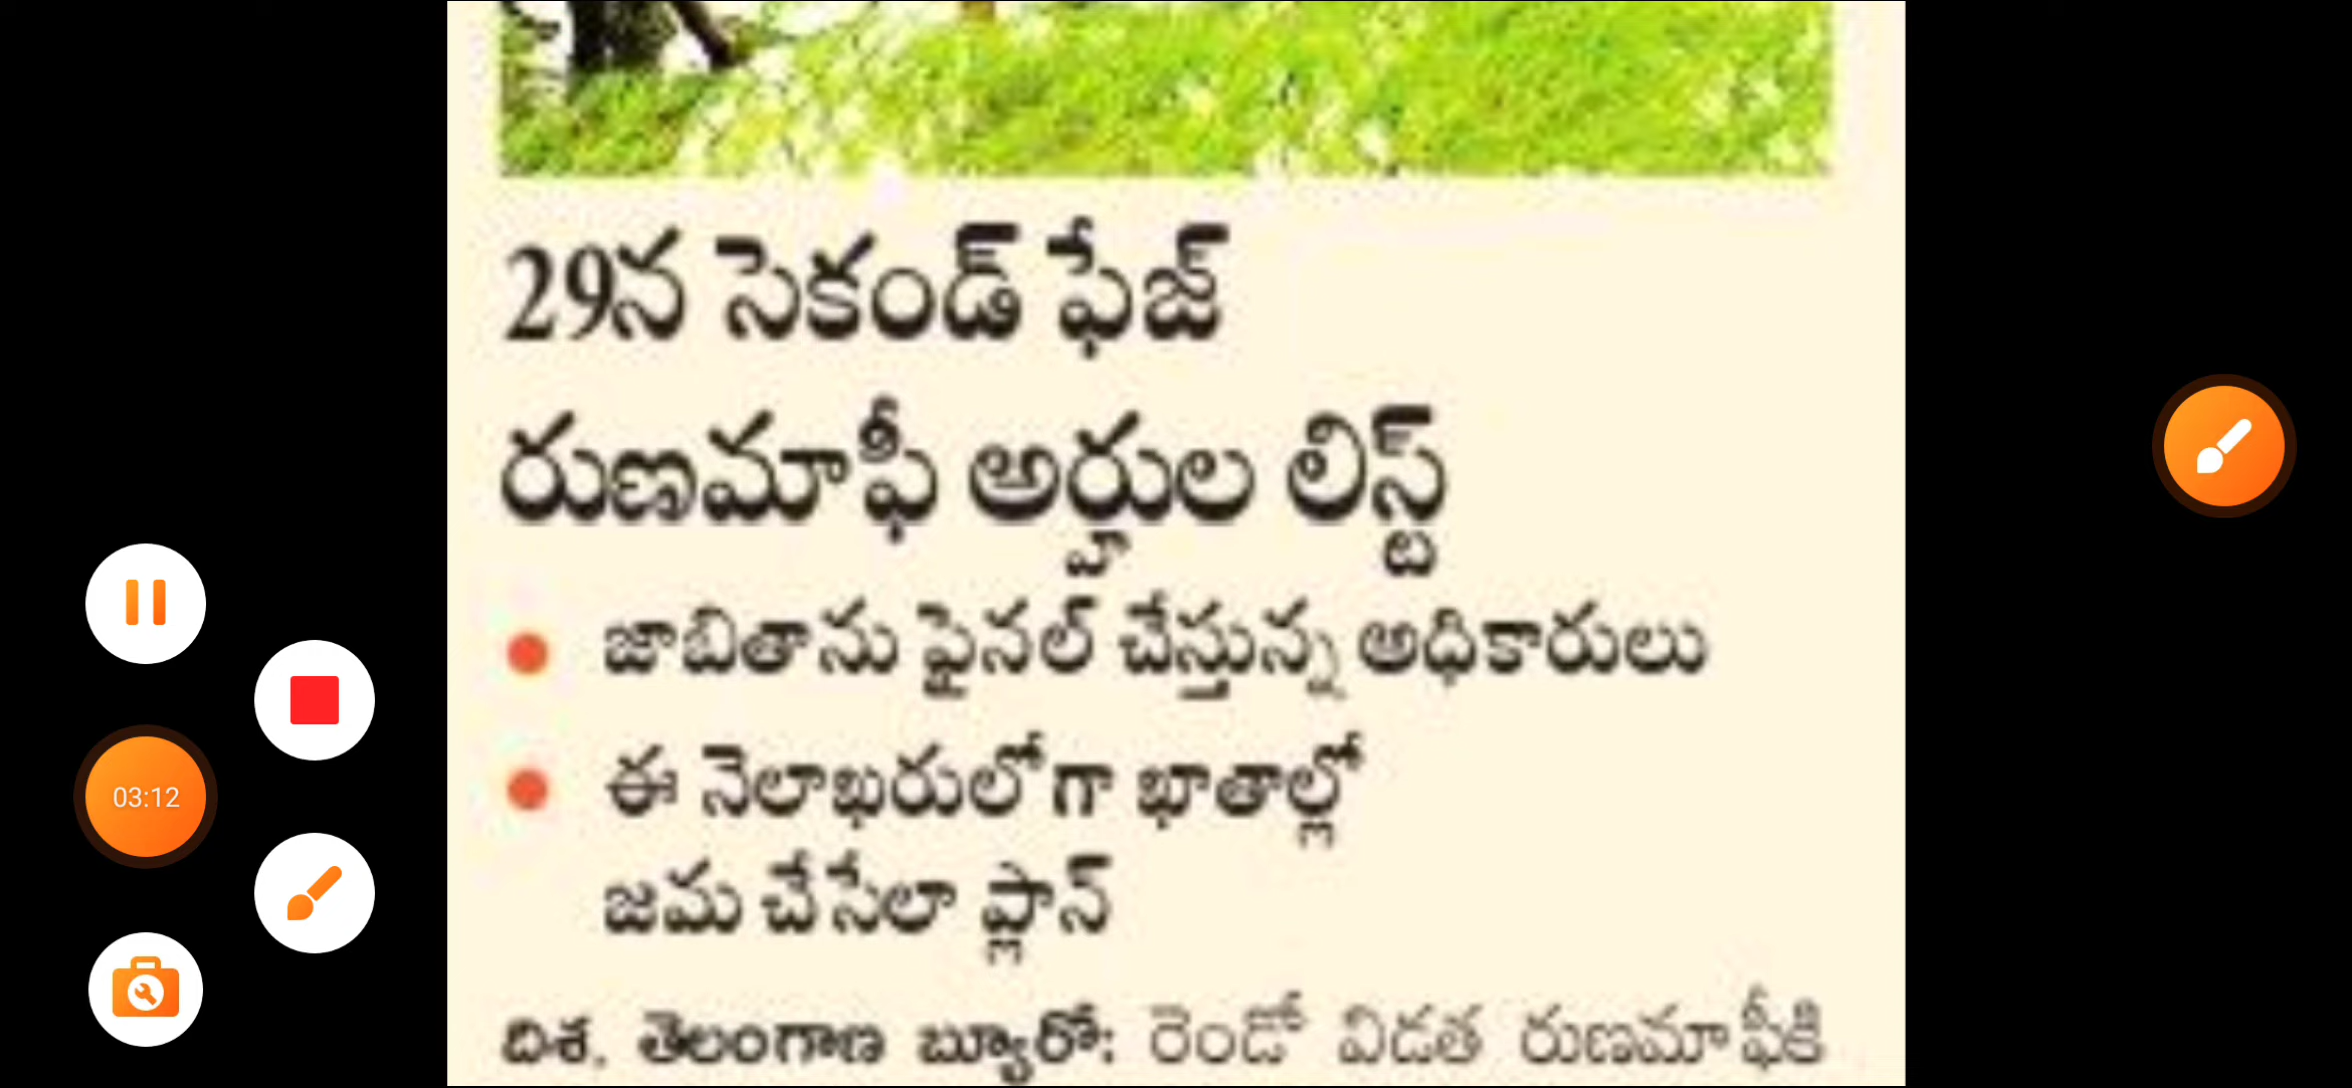 29న సెకండ్ ఫేజ్
రుణమాఫీ అర్హుల లిస్ట్
జాబితాను ఫైనల్ చేస్తున్న అధికారులు
ఈ నెలాఖరులోగా ఖాతాల్లో
జమ చేసేలా ప్లాన్
దిశ, తెలంగాణ బ్యూరో: రెండో విడత రుణమాఫీకి
03:12